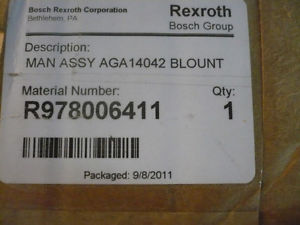 Bosch Rexroth Corporation
Bethlehem, PA
Rexroth
Bosch Group
Description:
MAN ASSY AGA14042 BLOUNT
Material Number:
Qty:
R978006411
1
Packaged: 9/8/2011